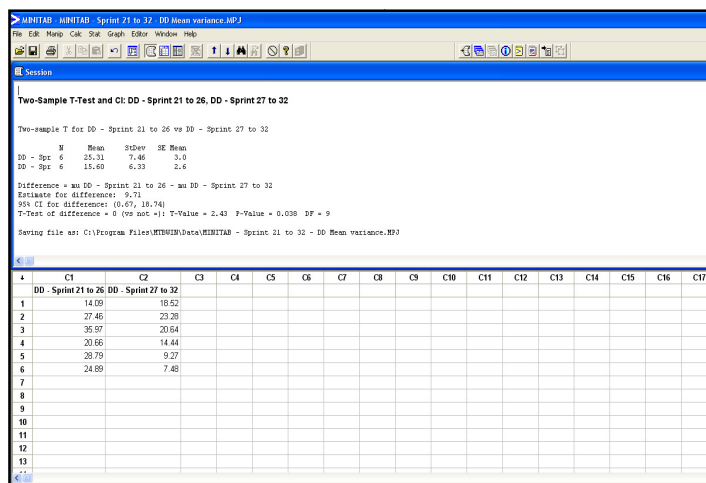 MINITAB - MINITAB - Sprint 21 to 32 - DD Mean variance.MPJ
File Edit Manip Calc Stat Graph Editor Window Help
Session
Two-Sample T-Test and CI: DD - Sprint 21 to 26, DD - Sprint 27 to 32
Two-sample T for DD - Sprint 21 to 26 vs DD - Sprint 27 to 32
N Mean StDev SE Mean
DD - Spr 6 25.31 7.46 3.0
DD - Spr 6 15.60 6.33 2.6
Difference = mu DD - Sprint 21 to 26 - mu DD - Sprint 27 to 32
Estimate for difference: 9.71
95% CI for difference: (0.67, 18.74)
T-Test of difference = 0 (vs not =): T-Value = 2.43 P-Value = 0.038 DF = 9
Saving file as: C:\Program Files\MTBWIN\Data\MINITAB - Sprint 21 to 32 - DD Mean variance.MPJ
↓ C1 C2 C3 C4 C5 C6 C7 C8 C9 C10 C11 C12 C13 C14 C15 C16 C17
DD - Sprint 21 to 26 DD - Sprint 27 to 32
1 14.09 18.52
2 27.46 23.28
3 35.97 20.64
4 20.66 14.44
5 28.79 9.27
6 24.89 7.48
7
8
9
10
11
12
13